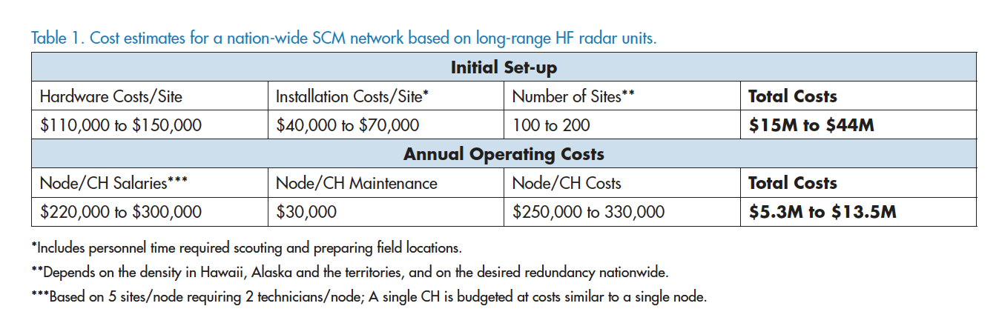 Table 1. Cost estimates for a nation-wide SCM network based on long-range HF radar units.
Initial Set-up
Hardware Costs/Site Installation Costs/Site* Number of Sites** Total Costs
$110,000 to $150,000 $40,000 to $70,000 100 to 200 $15M to $44M
Annual Operating Costs
Node/CH Salaries*** Node/CH Maintenance Node/CH Costs Total Costs
$220,000 to $300,000 $30,000 $250,000 to 330,000 $5.3M to $13.5M
*Includes personnel time required scouting and preparing field locations.
**Depends on the density in Hawaii, Alaska and the territories, and on the desired redundancy nationwide.
***Based on 5 sites/node requiring 2 technicians/node; A single CH is budgeted at costs similar to a single node.